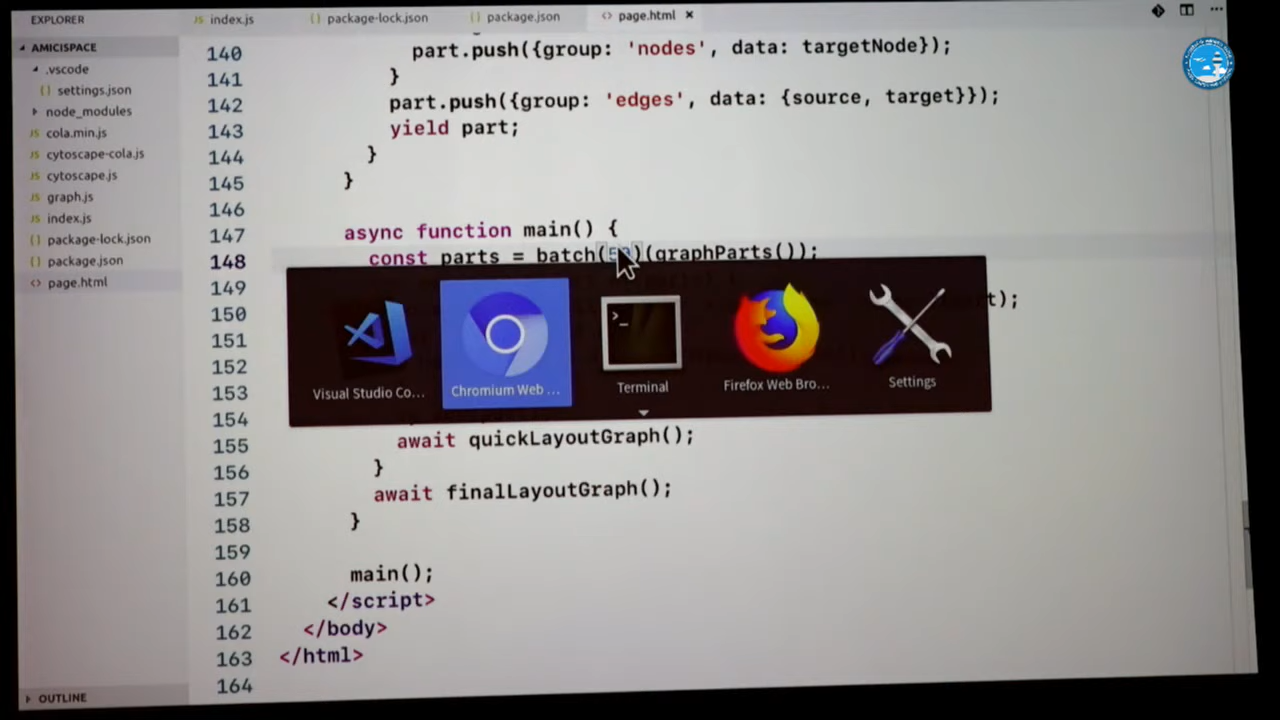 EXPLORER
index.js
package-lock.json
package.json
page.html
AMICISPACE
.vscode
settings.json
node_modules
cola.min.js
cytoscape-cola.js
cytoscape.js
graph.js
index.js
package-lock.json
package.json
page.html
OUTLINE
140 part.push({group: 'nodes', data: targetNode});
141 }
142 part.push({group: 'edges', data: {source, target}});
143 yield part;
144 }
145 }
146
147 async function main() {
148 const parts = batch( )(graphParts());
149 t);
150
151
152
153
154
155 await quickLayoutGraph();
156 }
157 await finalLayoutGraph();
158 }
159
160 main();
161 </script>
162 </body>
163 </html>
164
Visual Studio Co...
Chromium Web ...
Terminal
Firefox Web Bro...
Settings